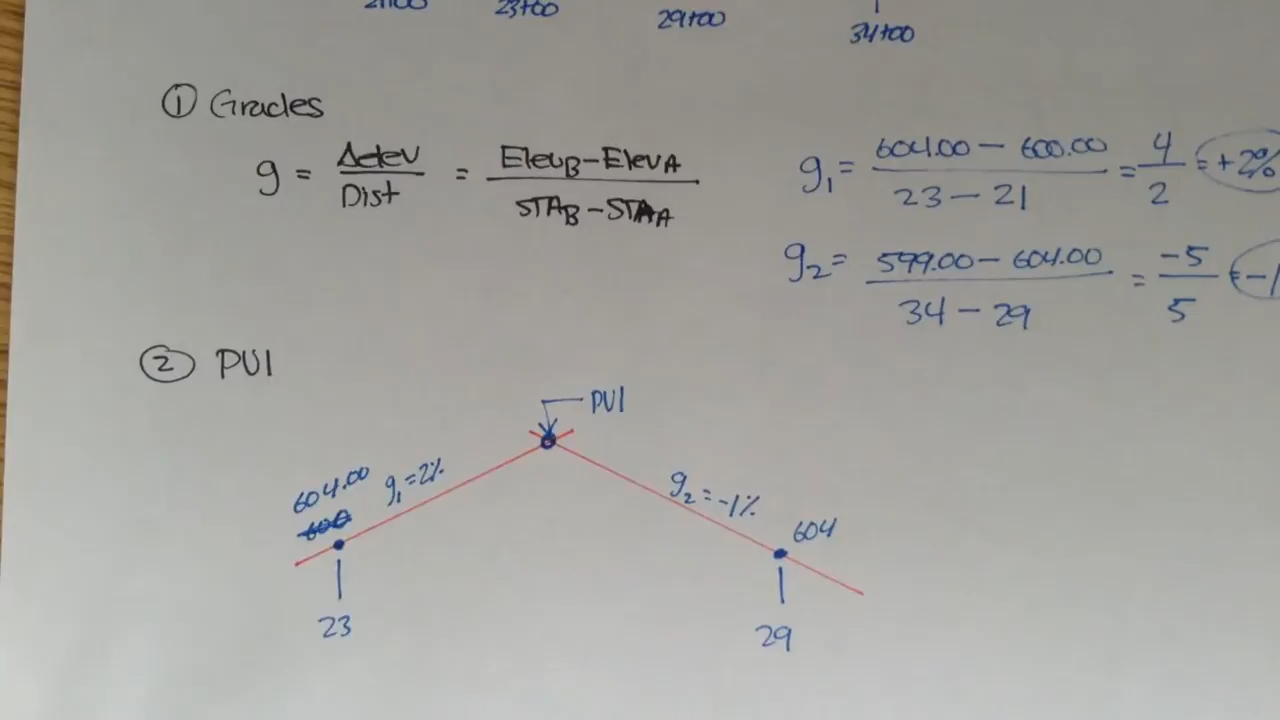 21+00 23+00 29+00 34+00
① Grades
g = Δelev / Dist = ElevB - ElevA / STAB - STAA
g1 = 604.00 - 600.00 / 23 - 21 = 4 / 2 = +2%
g2 = 599.00 - 604.00 / 34 - 29 = -5 / 5 = -1
② PVI
PVI
604.00 g1=2% g2=-1% 604
600
23 29